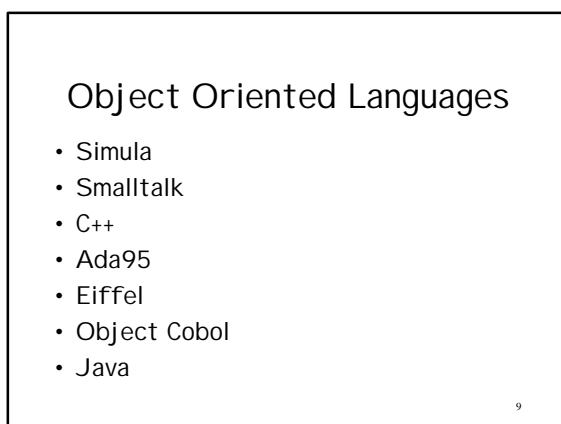 Object Oriented Languages
• Simula
• Smalltalk
• C++
• Ada95
• Eiffel
• Object Cobol
• Java
9